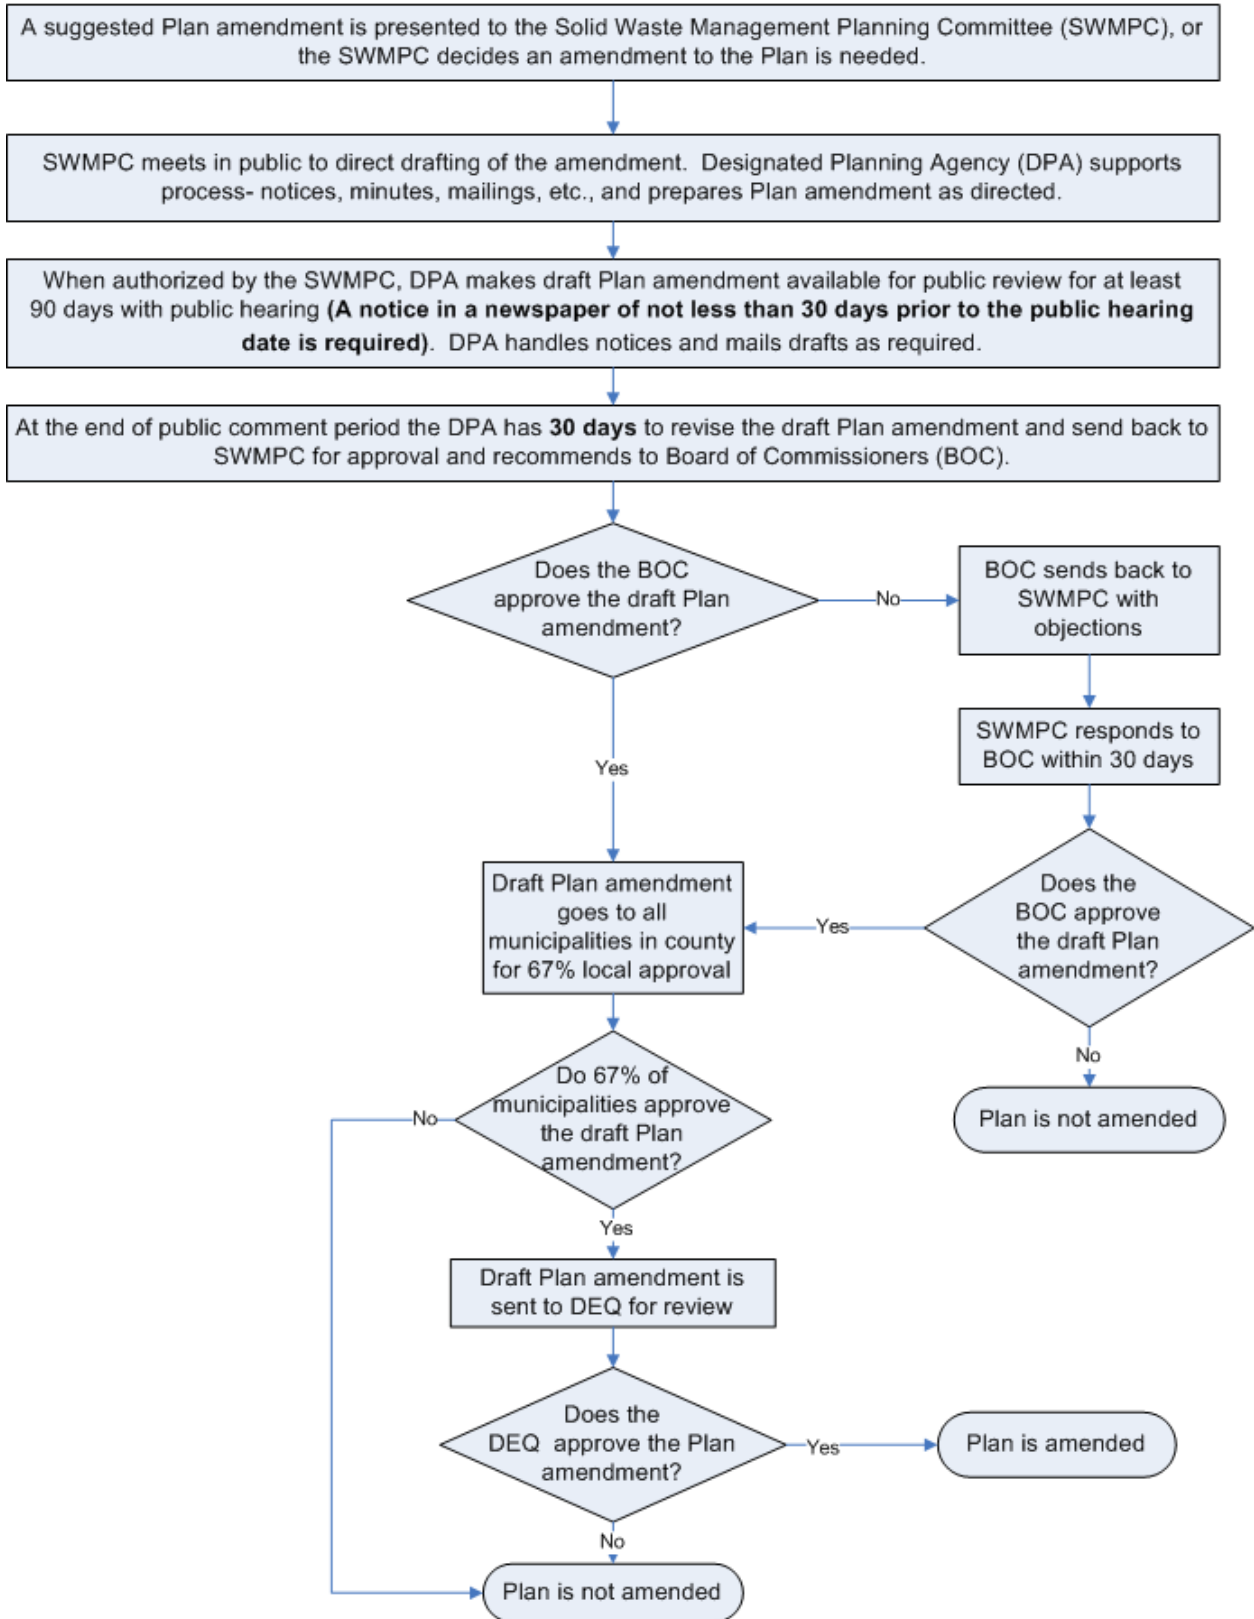 A suggested Plan amendment is presented to the Solid Waste Management Planning Committee (SWMPC), or
the SWMPC decides an amendment to the Plan is needed.
SWMPC meets in public to direct drafting of the amendment.  Designated Planning Agency (DPA) supports
process- notices, minutes, mailings, etc., and prepares Plan amendment as directed.
When authorized by the SWMPC, DPA makes draft Plan amendment available for public review for at least
90 days with public hearing (A notice in a newspaper of not less than 30 days prior to the public hearing
date is required).  DPA handles notices and mails drafts as required.
At the end of public comment period the DPA has 30 days to revise the draft Plan amendment and send back to
SWMPC for approval and recommends to Board of Commissioners (BOC).
Does the BOC
approve the draft Plan
amendment?
No
BOC sends back to
SWMPC with
objections
SWMPC responds to
BOC within 30 days
Yes
Does the
BOC approve
the draft Plan
amendment?
Yes
Draft Plan amendment
goes to all
municipalities in county
for 67% local approval
No
Plan is not amended
Do 67% of
municipalities approve
the draft Plan
amendment?
No
Yes
Draft Plan amendment is
sent to DEQ for review
Does the
DEQ  approve the Plan
amendment?
Yes
Plan is amended
No
Plan is not amended